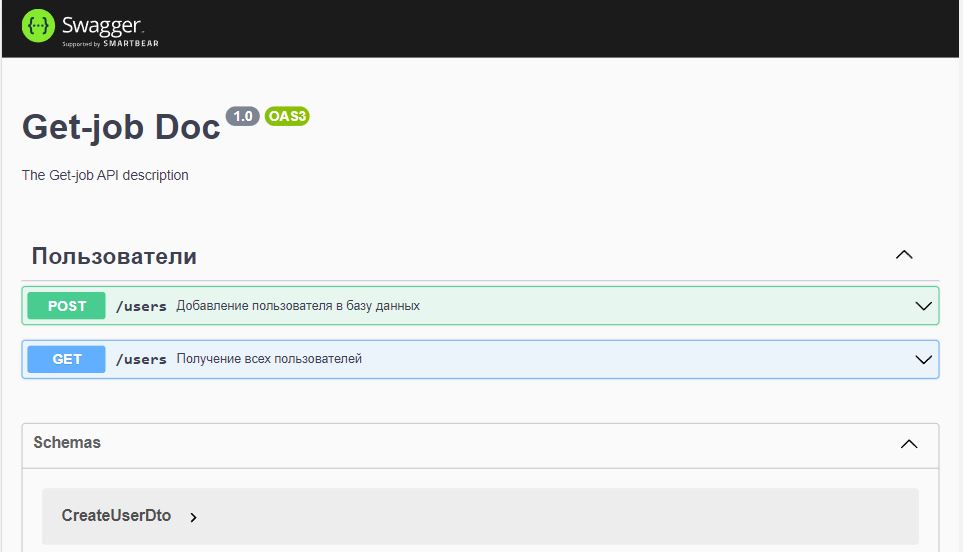 Swagger
Supported by SMARTBEAR
Get-job Doc 1.0 OAS3
The Get-job API description
Пользователи
POST /users Добавление пользователя в базу данных
GET /users Получение всех пользователей
Schemas
CreateUserDto